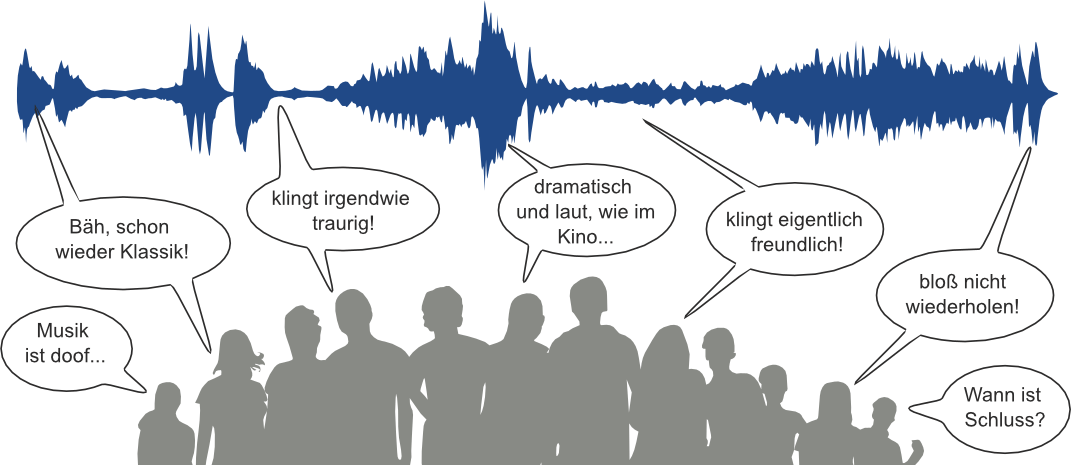 Bäh, schon
wieder Klassik!
klingt irgendwie
traurig!
dramatisch
und laut, wie im
Kino...
klingt eigentlich
freundlich!
bloß nicht
wiederholen!
Musik
ist doof...
Wann ist
Schluss?